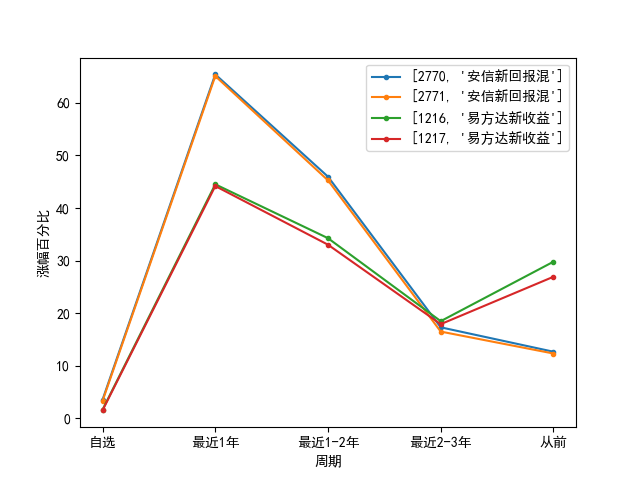 [2770, '安信新回报混']
[2771, '安信新回报混']
[1216, '易方达新收益']
[1217, '易方达新收益']
涨幅百分比
60
50
40
30
20
10
0
自选 最近1年 最近1-2年 最近2-3年 从前
周期